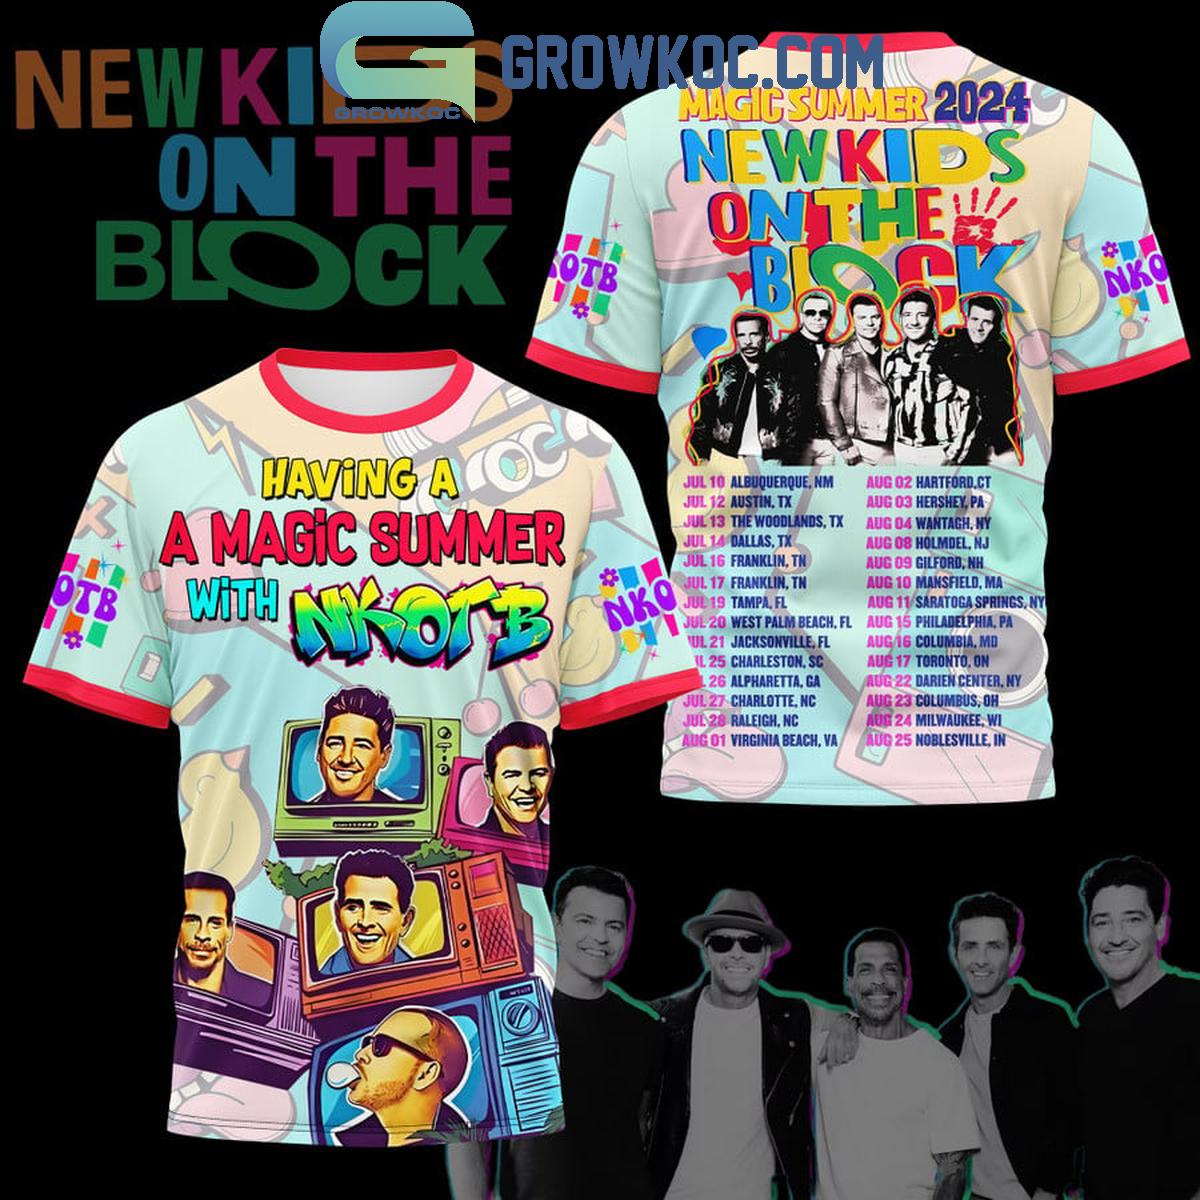 GROWKOC
GROWKOC.COM
NEW KIDS
ON THE
BLOCK
MAGIC SUMMER 2024
NEW KIDS
ON THE
BLOCK
OTB
NKO
JUL 10 ALBUQUERQUE, NM
JUL 12 AUSTIN, TX
JUL 13 THE WOODLANDS, TX
JUL 14 DALLAS, TX
JUL 16 FRANKLIN, TN
JUL 17 FRANKLIN, TN
JUL 19 TAMPA, FL
JUL 20 WEST PALM BEACH, FL
JUL 21 JACKSONVILLE, FL
JUL 25 CHARLESTON, SC
26 ALPHARETTA, GA
JUL 27 CHARLOTTE, NC
JUL 28 RALEIGH, NC
AUG 01 VIRGINIA BEACH, VA
AUG 02 HARTFORD,CT
AUG 03 HERSHEY, PA
AUG 04 WANTAGH, NY
AUG 08 HOLMDEL, NJ
AUG 09 GILFORD, NH
AUG 10 MANSFIELD, MA
AUG 11 SARATOGA SPRINGS, NY
AUG 15 PHILADELPHIA, PA
AUG 16 COLUMBIA, MD
AUG 17 TORONTO, ON
AUG 22 DARIEN CENTER, NY
AUG 23 COLUMBUS, OH
AUG 24 MILWAUKEE, WI
AUG 25 NOBLESVILLE, IN
HAViNG A
A MAGiC SUMMER
WiTH NKOTB
OTB
NKO